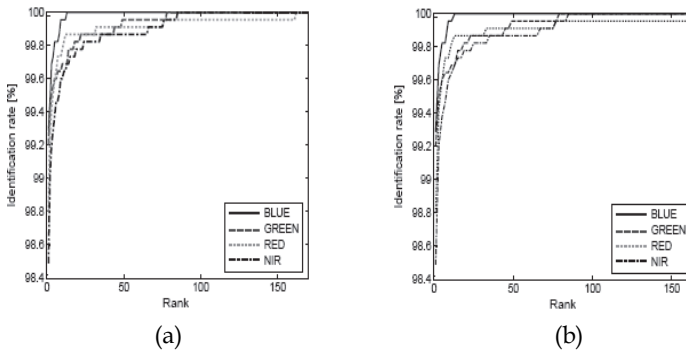 100
99.8
99.6
99.4
99.2
99
98.8
98.6
98.4
Identification rate [%]
0
50
100
150
Rank
BLUE
GREEN
RED
NIR
(a)
100
99.8
99.6
99.4
99.2
99
98.8
98.6
98.4
Identification rate [%]
0
50
100
150
Rank
BLUE
GREEN
RED
NIR
(b)